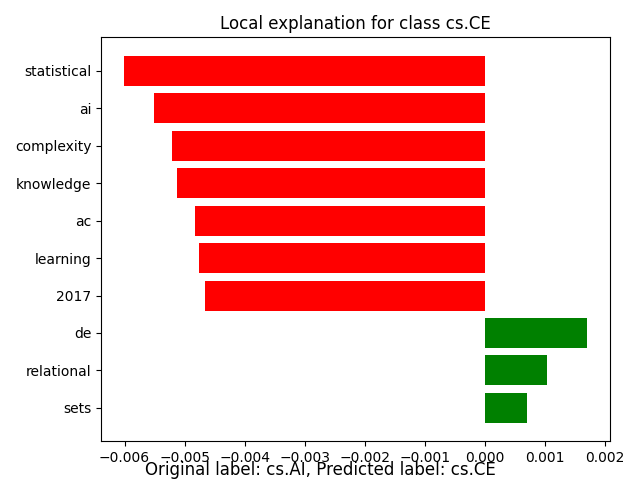 Local explanation for class cs.CE
statistical
ai
complexity
knowledge
ac
learning
2017
de
relational
sets
−0.006 −0.005 −0.004 −0.003 −0.002 −0.001 0.000 0.001 0.002
Original label: cs.AI, Predicted label: cs.CE